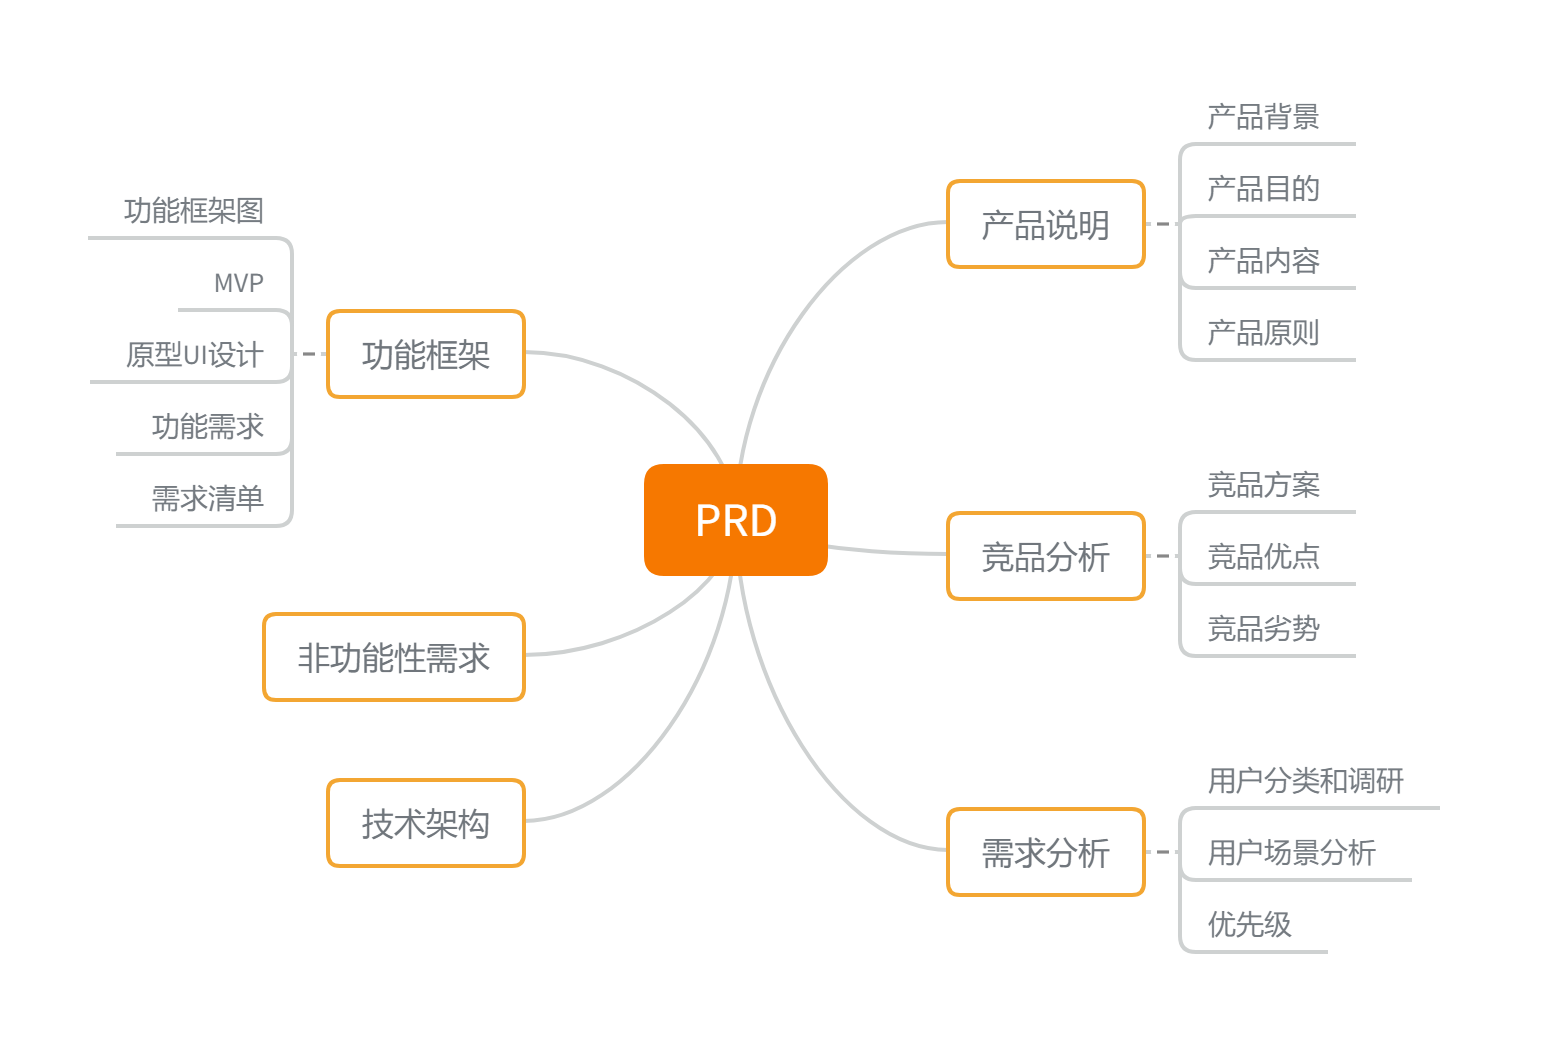 PRD
产品说明
产品背景
产品目的
产品内容
产品原则
竞品分析
竞品方案
竞品优点
竞品劣势
需求分析
用户分类和调研
用户场景分析
优先级
功能框架
功能框架图
MVP
原型UI设计
功能需求
需求清单
非功能性需求
技术架构